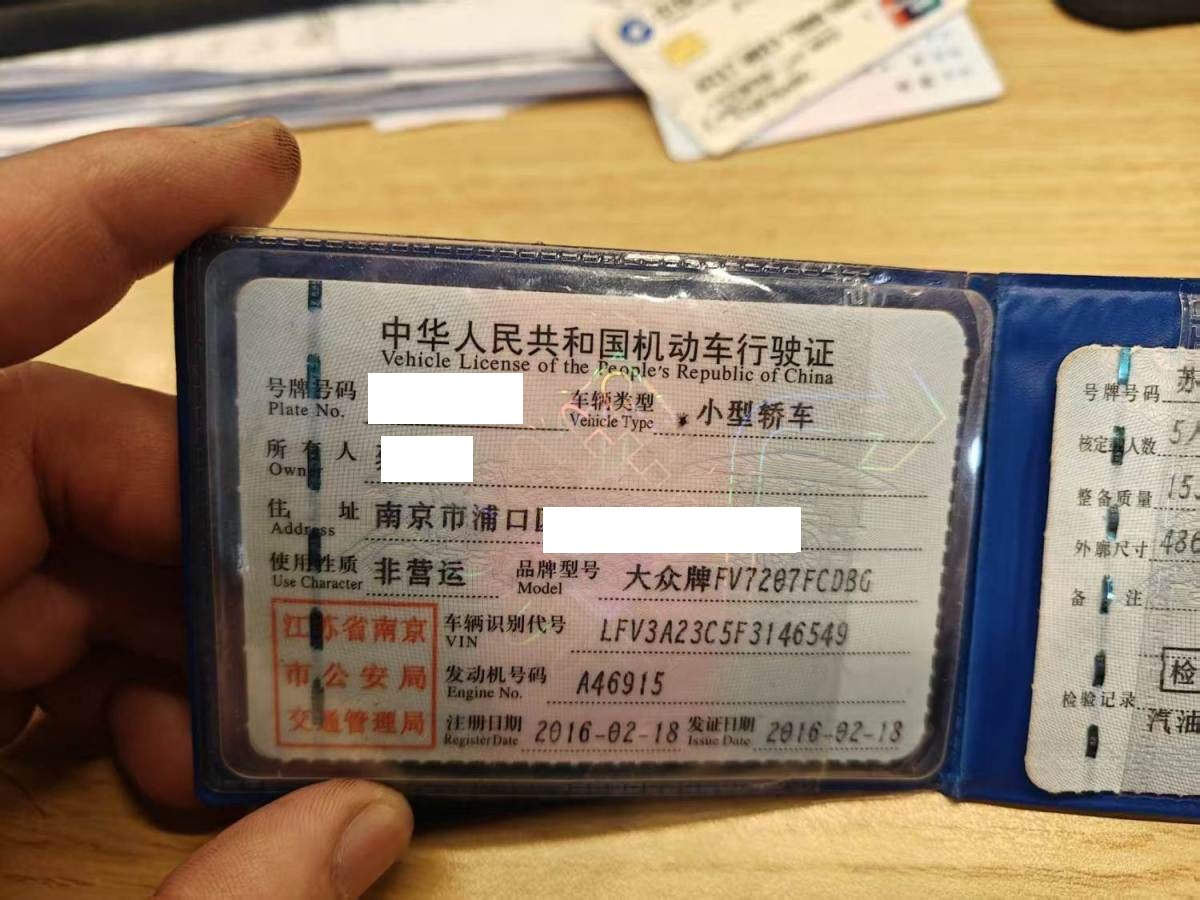 中华人民共和国机动车行驶证
Vehicle License of the People's Republic of China
号牌号码
Plate No.
车辆类型 小型轿车
Vehicle Type
所有人
Owner
住址 南京市浦口
Address
使用性质 非营运
Use Character
品牌型号 大众牌FV7207FCDBG
Model
江苏省南京
市公安局
交通管理局
车辆识别代号 LFV3A23C5F3146549
VIN
发动机号码 A46915
Engine No.
注册日期 2016-02-18
Register Date
发证日期 2016-02-18
Issue Date
号牌号码 苏
核定载人数 5
整备质量 15
外廓尺寸 486
备注
检验记录 检
汽油